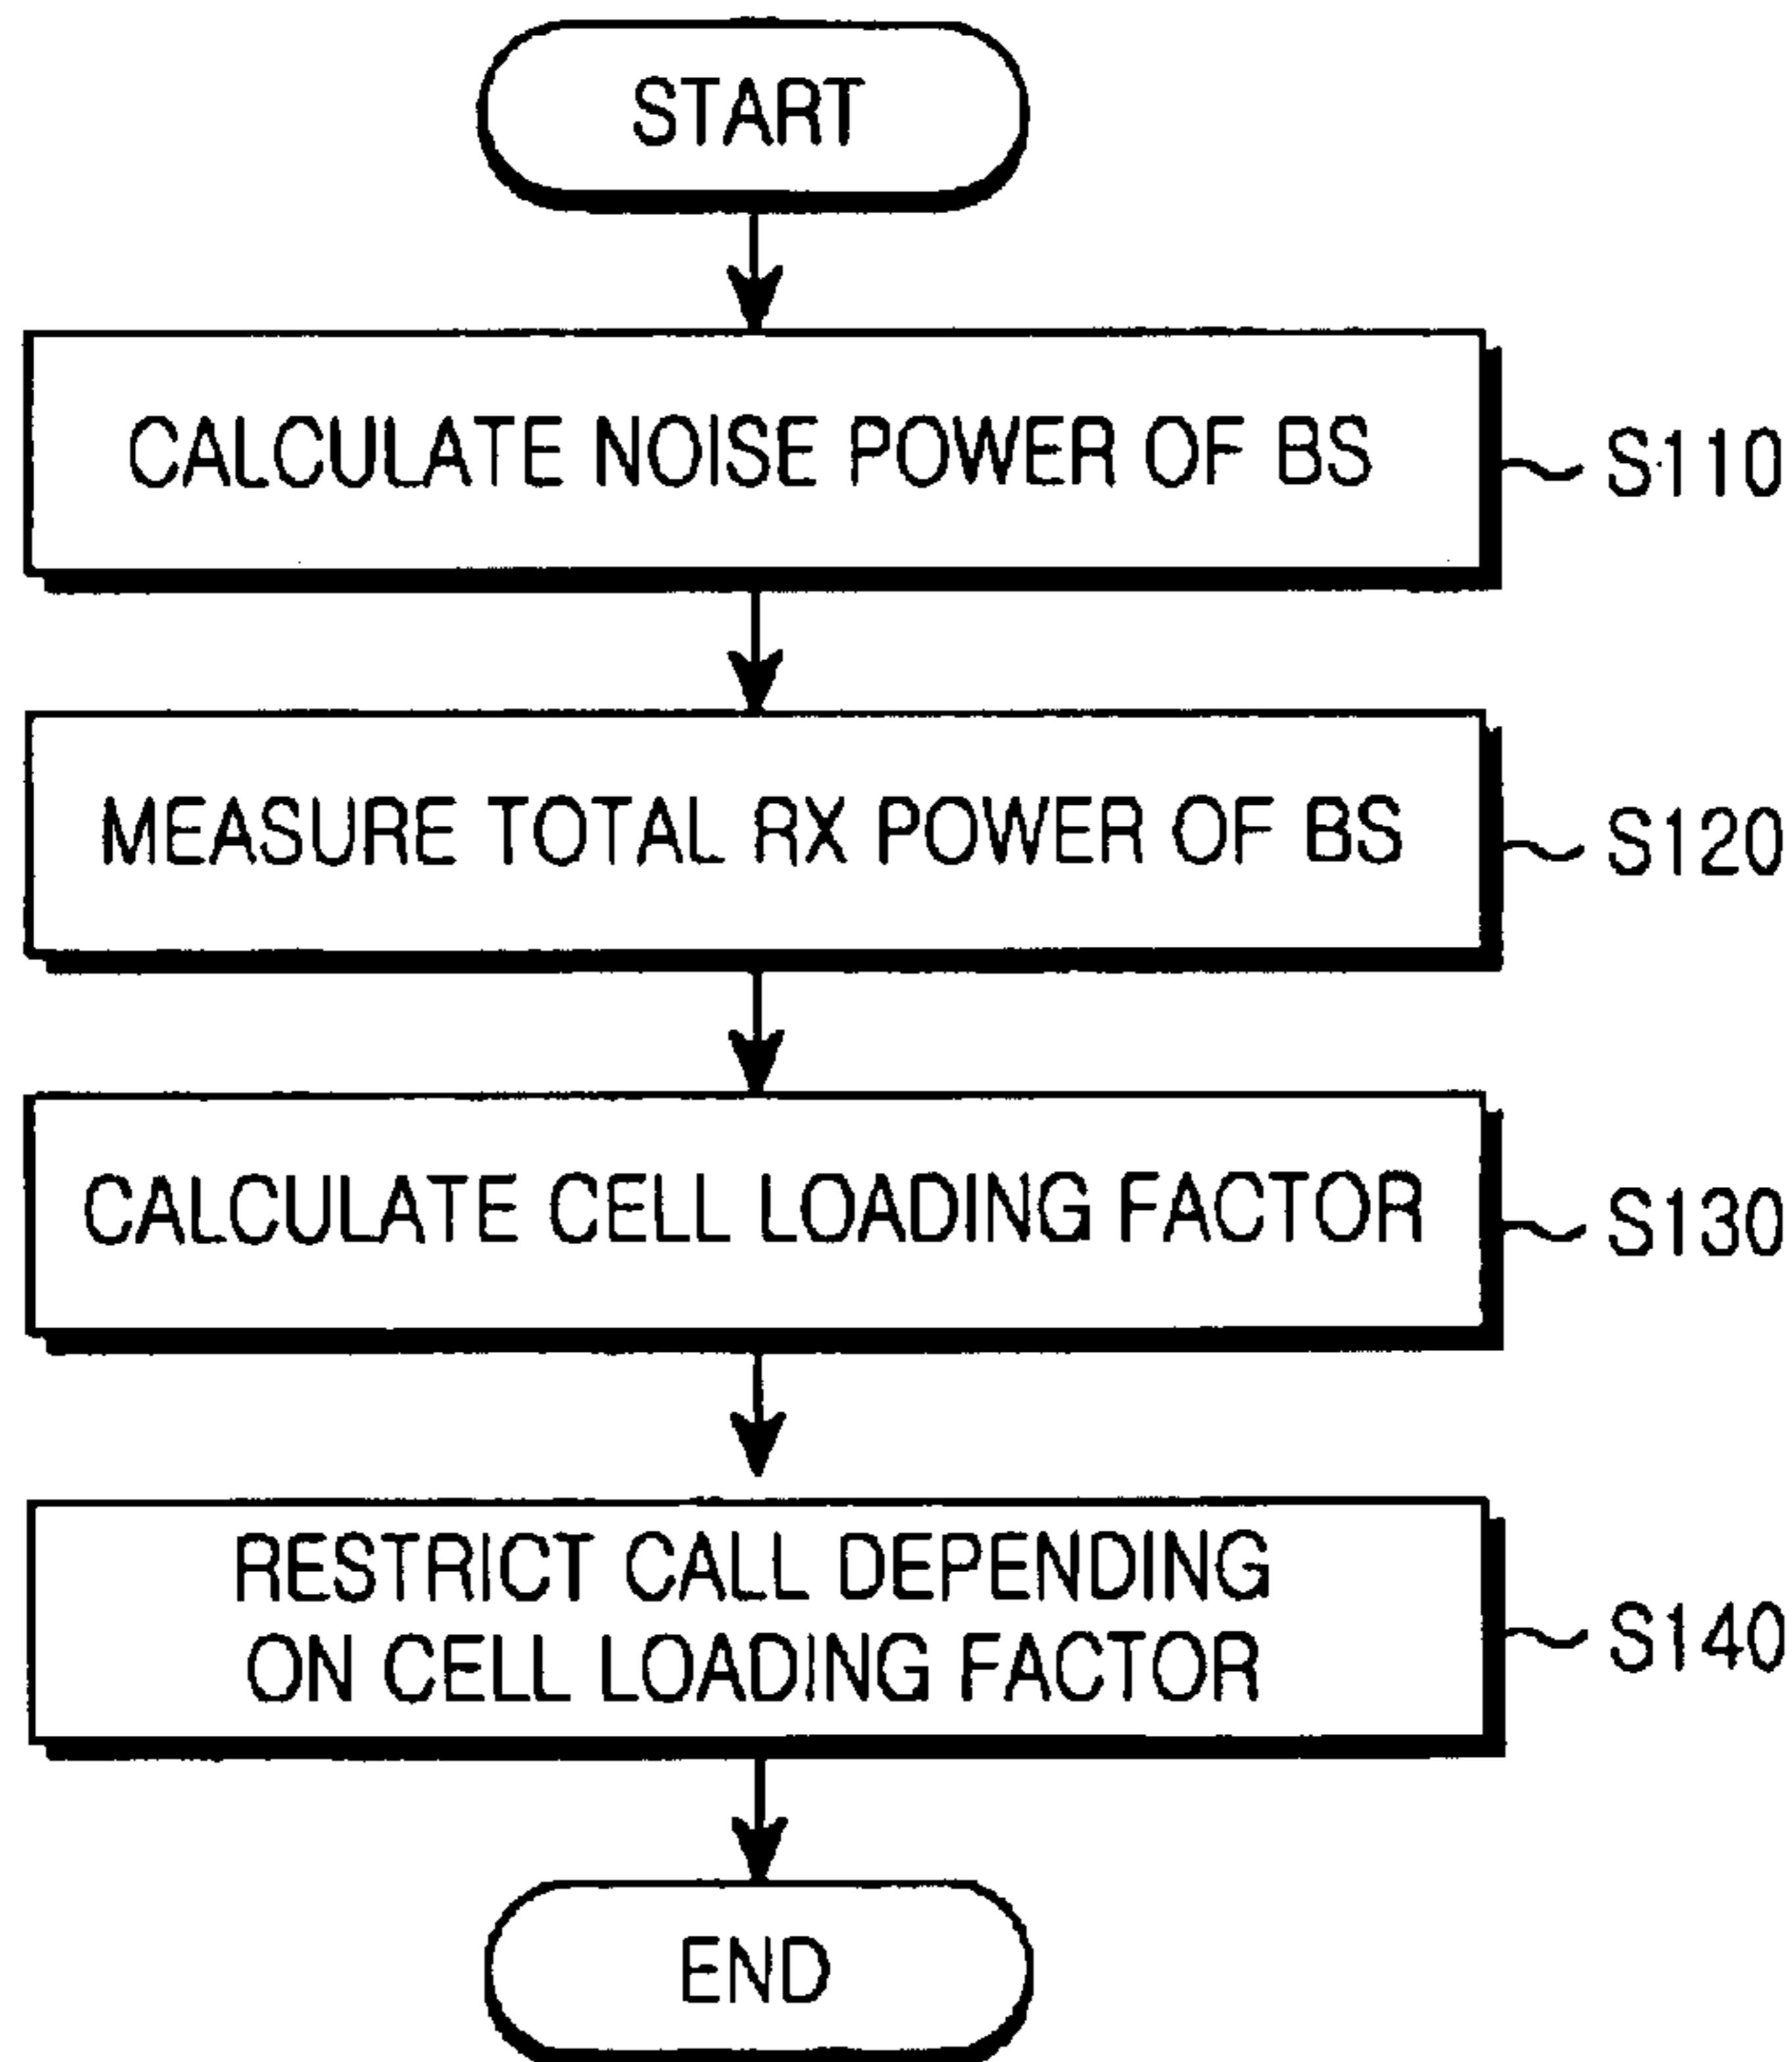 START
CALCULATE NOISE POWER OF BS
S110
MEASURE TOTAL RX POWER OF BS
S120
CALCULATE CELL LOADING FACTOR
S130
RESTRICT CALL DEPENDING
ON CELL LOADING FACTOR
S140
END